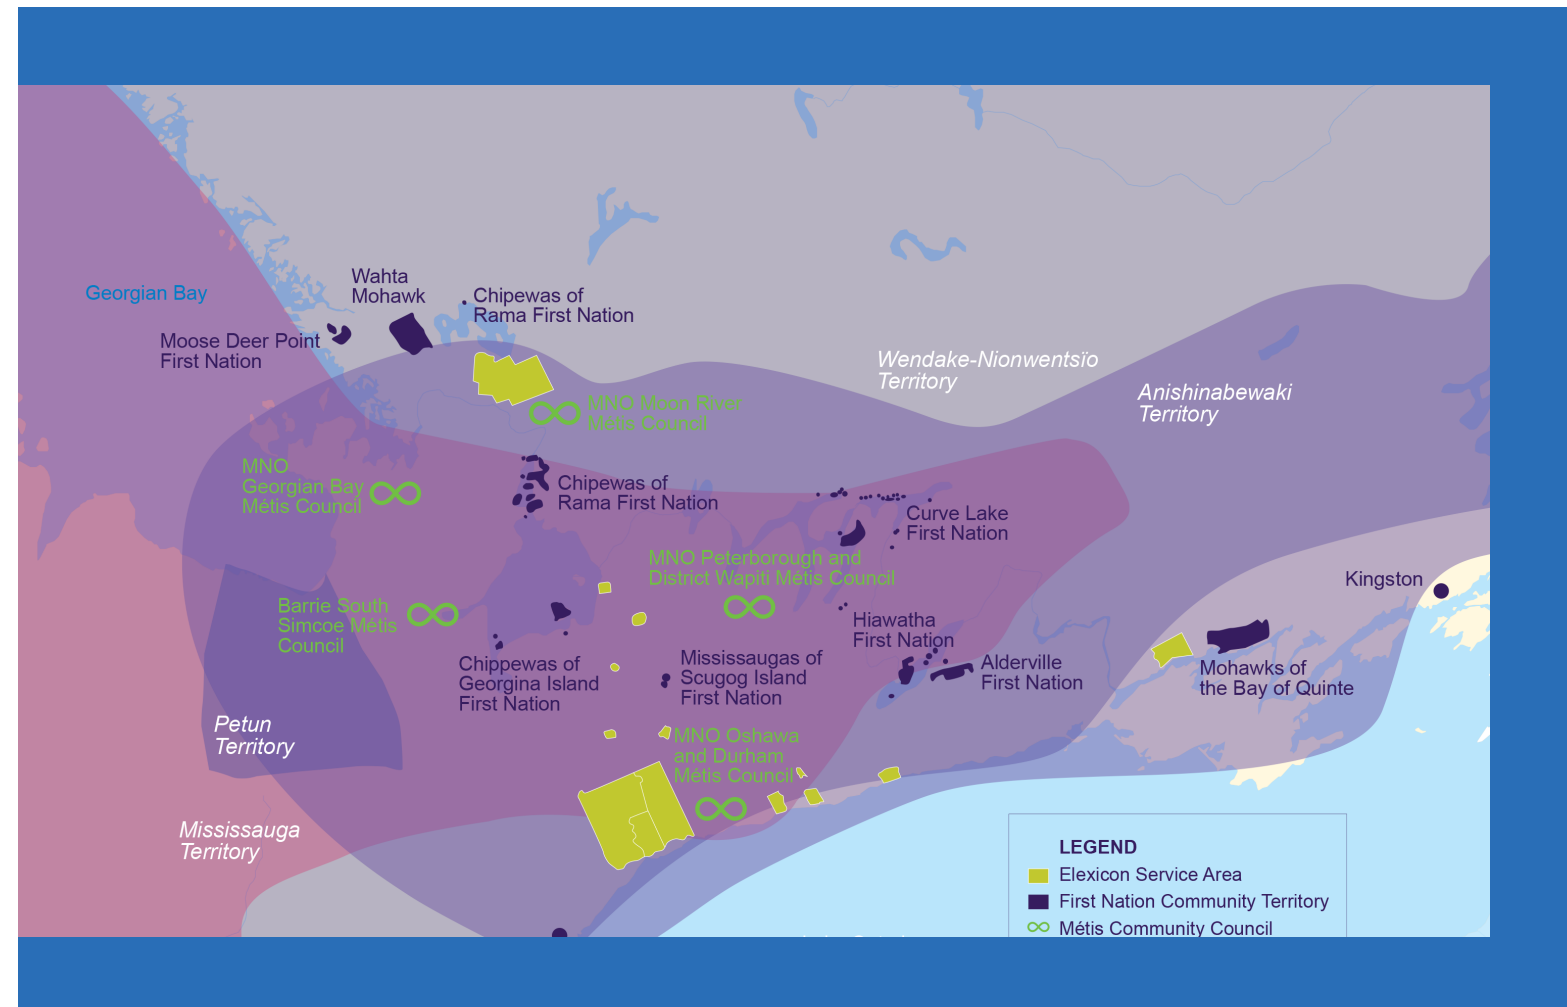 Georgian Bay
Wahta
Mohawk
Chipewas of
Rama First Nation
Moose Deer Point
First Nation
Wendake-Nionwentsïo
Territory
Anishinabewaki
Territory
MNO Moon River
Métis Council
MNO
Georgian Bay
Métis Council
Chipewas of
Rama First Nation
Curve Lake
First Nation
MNO Peterborough and
District Wapiti Métis Council
Kingston
Barrie South
Simcoe Métis
Council
Hiawatha
First Nation
Chippewas of
Georgina Island
First Nation
Mississaugas of
Scugog Island
First Nation
Alderville
First Nation
Mohawks of
the Bay of Quinte
Petun
Territory
MNO Oshawa
and Durham
Métis Council
Mississauga
Territory
LEGEND
Elexicon Service Area
First Nation Community Territory
Métis Community Council